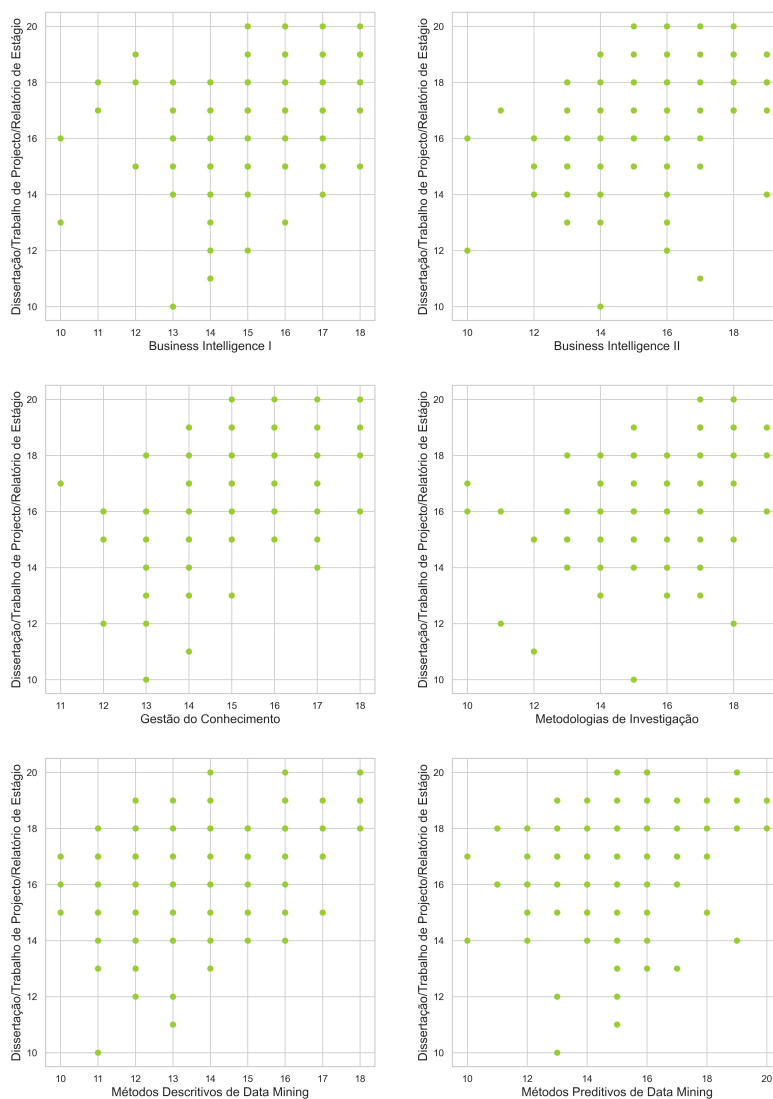 Dissertação/Trabalho de Projecto/Relatório de Estágio
20
18
16
14
12
10
10 11 12 13 14 15 16 17 18
Business Intelligence I
Dissertação/Trabalho de Projecto/Relatório de Estágio
20
18
16
14
12
10
10 12 14 16 18
Business Intelligence II
Dissertação/Trabalho de Projecto/Relatório de Estágio
20
18
16
14
12
10
11 12 13 14 15 16 17 18
Gestão do Conhecimento
Dissertação/Trabalho de Projecto/Relatório de Estágio
20
18
16
14
12
10
10 12 14 16 18
Metodologias de Investigação
Dissertação/Trabalho de Projecto/Relatório de Estágio
20
18
16
14
12
10
10 11 12 13 14 15 16 17 18
Métodos Descritivos de Data Mining
Dissertação/Trabalho de Projecto/Relatório de Estágio
20
18
16
14
12
10
10 12 14 16 18 20
Métodos Preditivos de Data Mining